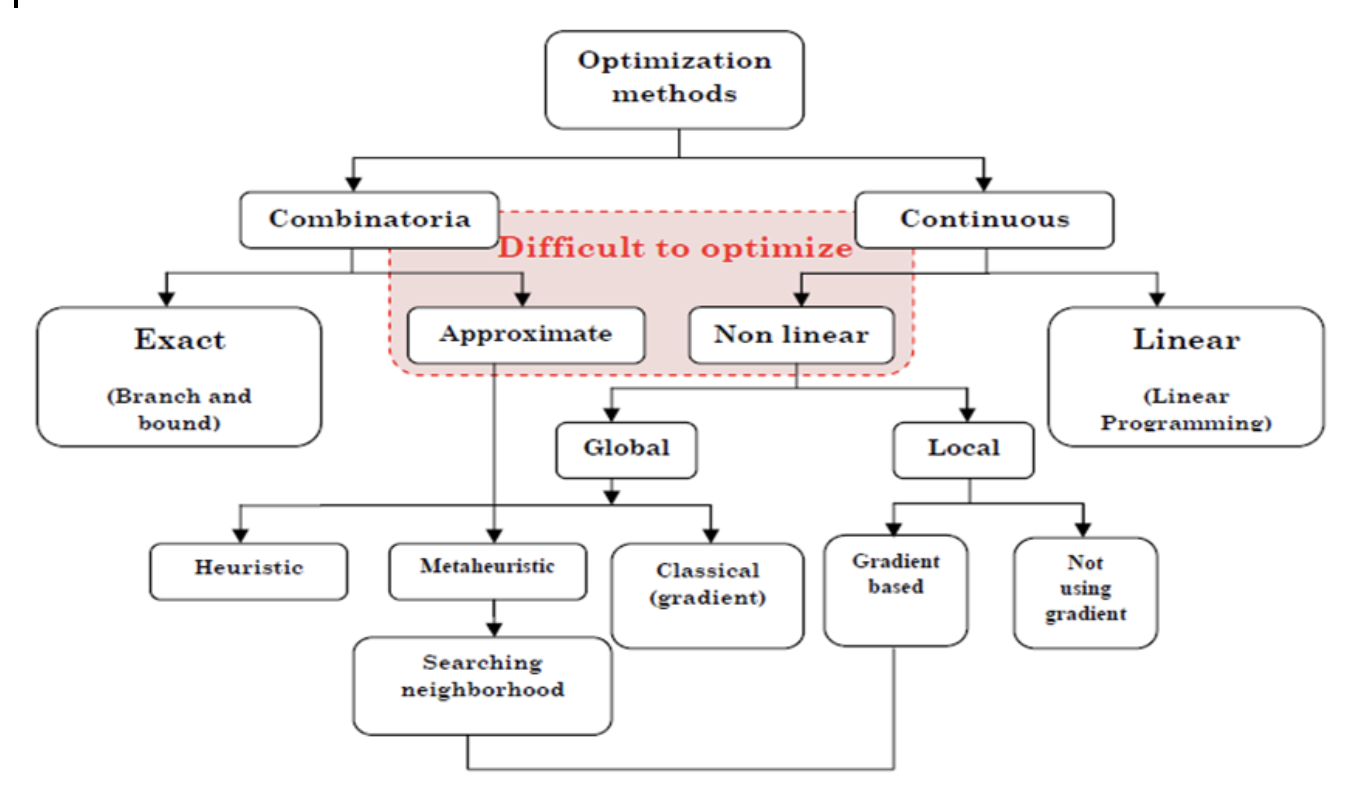 Optimization
methods
Combinatoria
Continuous
Difficult to optimize
Exact
(Branch and
bound)
Approximate
Non linear
Linear
(Linear
Programming)
Global
Local
Heuristic
Metaheuristic
Classical
(gradient)
Gradient
based
Not
using
gradient
Searching
neighborhood